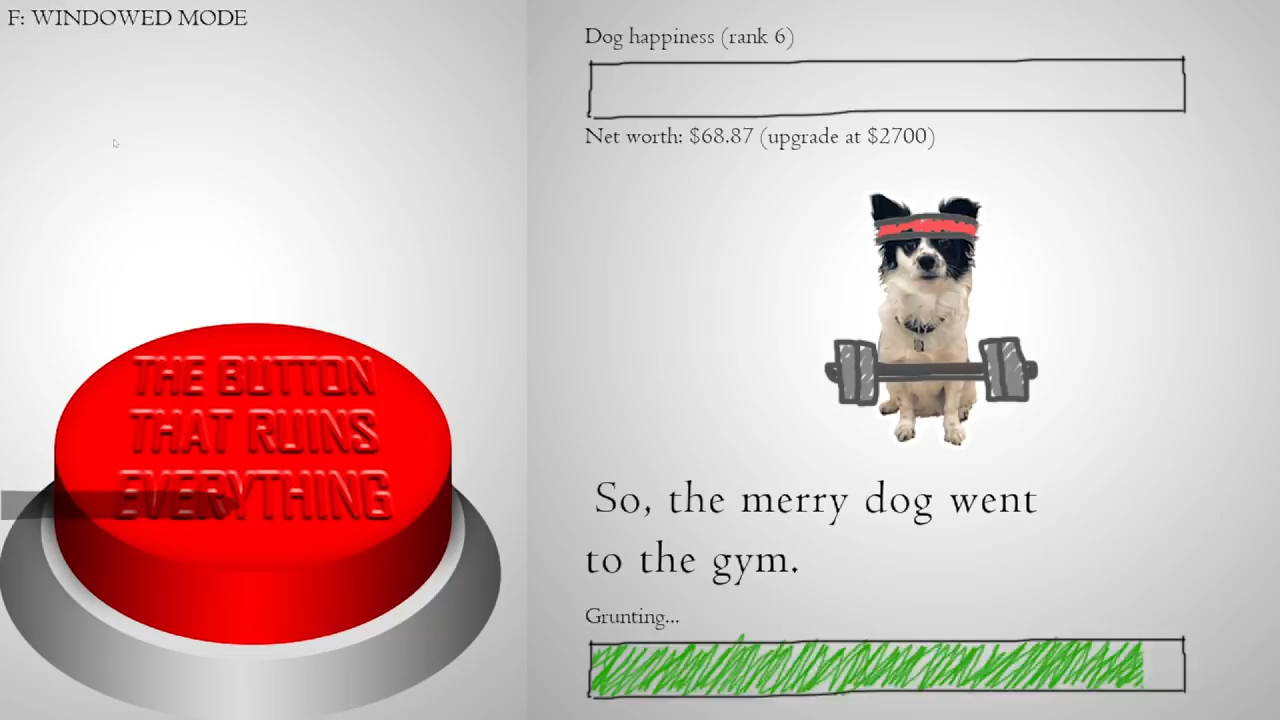 F: WINDOWED MODE
THE BUTTON
THAT RUINS
EVERYTHING
Dog happiness (rank 6)
Net worth: $68.87 (upgrade at $2700)
So, the merry dog went
to the gym.
Grunting...